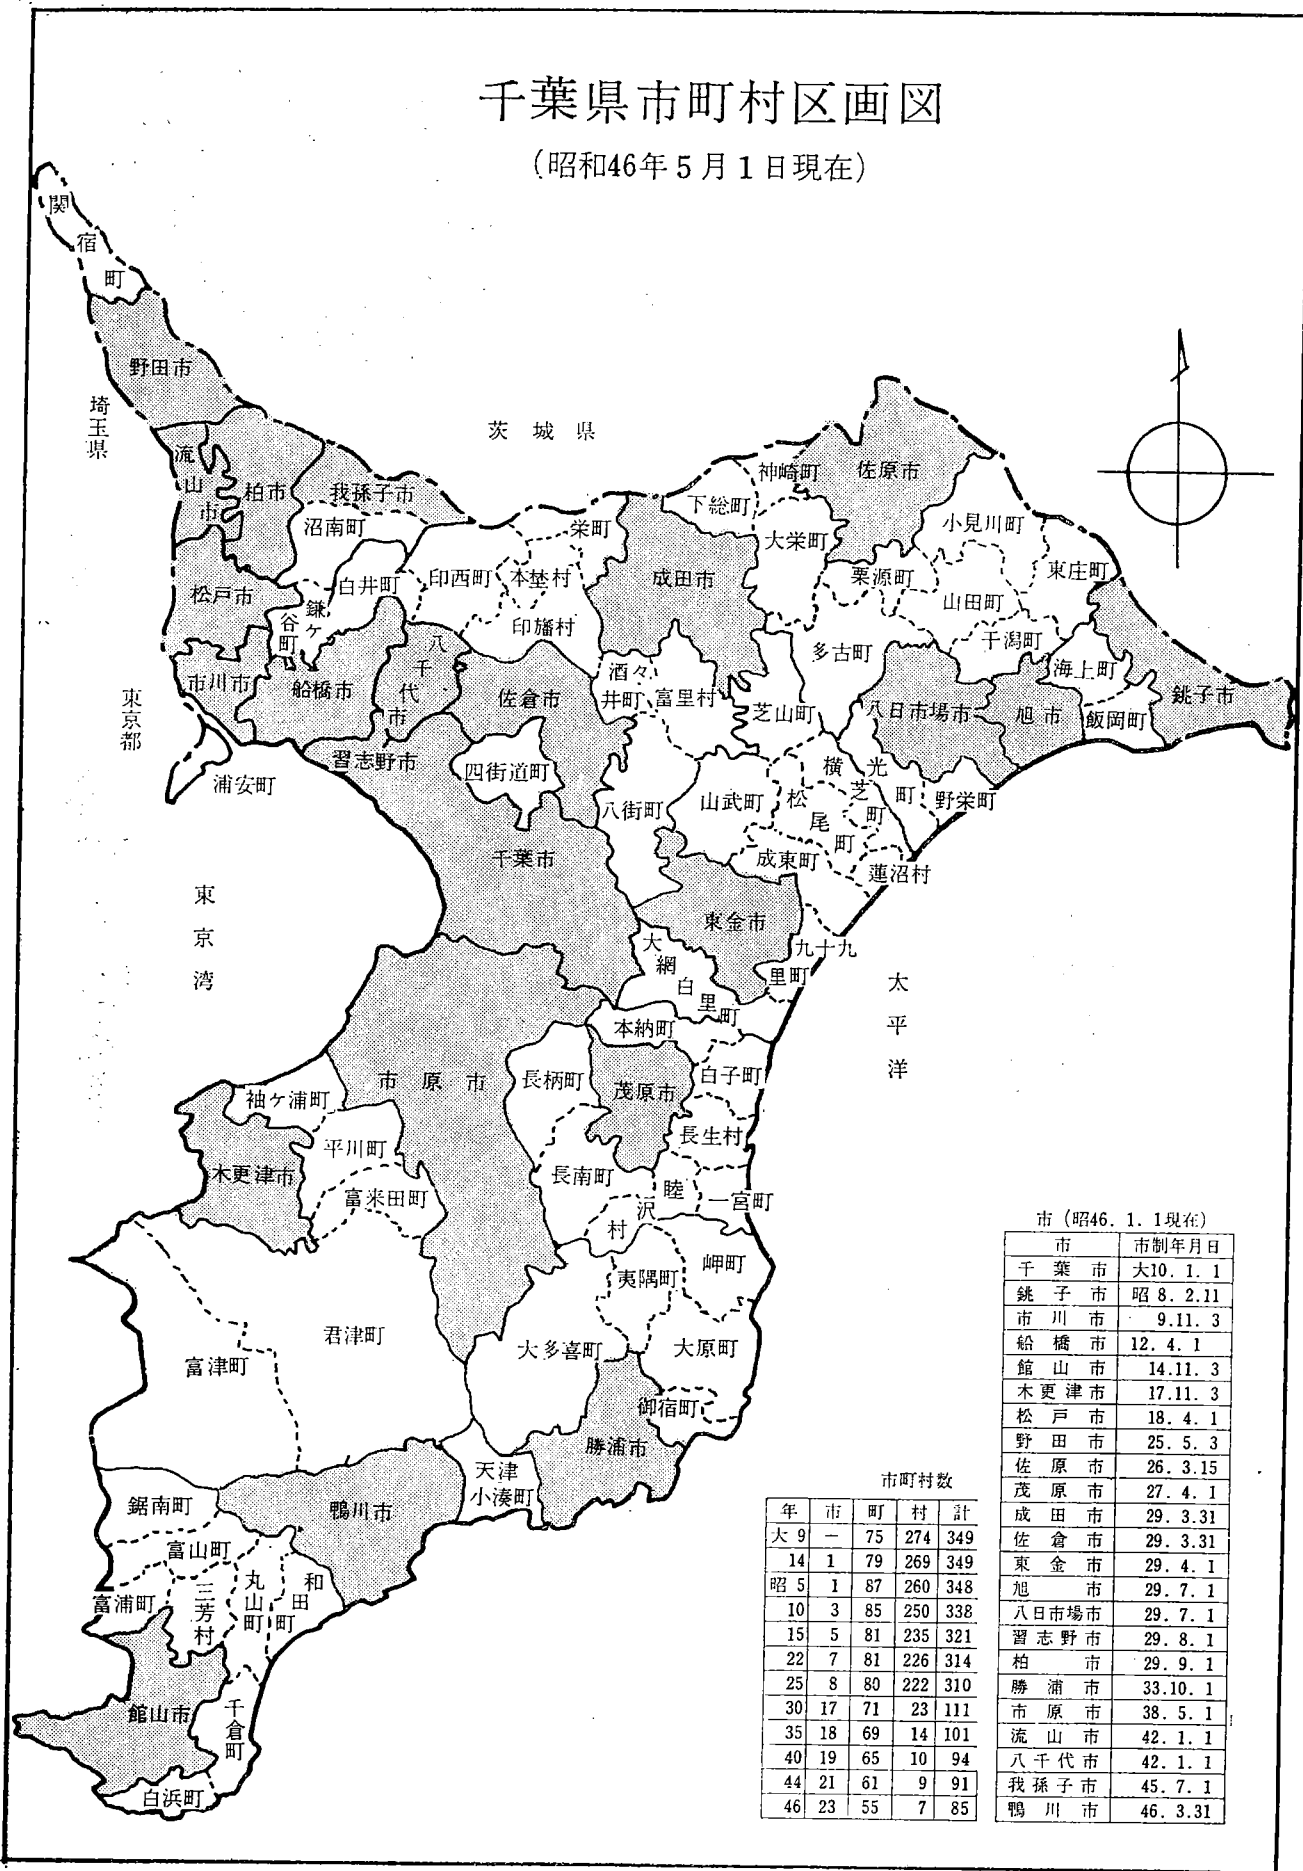 千葉県市町村区画図
（昭和46年5月1日現在）
関宿町
野田市
埼玉県
茨城県
流山市
柏市
我孫子市
沼南町
神崎町
佐原市
下総町
栄町
大栄町
小見川町
白井町
印西町
本埜村
成田市
栗源町
東庄町
松戸市
鎌ヶ谷町
山田町
印旛村
八千代市
干潟町
多古町
海上町
市川市
船橋市
佐倉市
酒々井町
富里村
芝山町
八日市場市
旭市
飯岡町
銚子市
東京都
習志野市
四街道町
浦安町
八街町
山武町
松尾町
横芝町
光町
野栄町
千葉市
成東町
蓮沼村
東京湾
東金市
九十九里町
大網白里町
太平洋
本納町
市原市
長柄町
茂原市
白子町
袖ケ浦町
平川町
長生村
木更津市
長南町
睦沢村
一宮町
富来田町
夷隅町
岬町
君津町
富津町
大多喜町
大原町
御宿町
勝浦市
天津小湊町
鋸南町
鴨川市
富山町
富浦町
三芳村
丸山町
和田町
館山市
千倉町
白浜町
市（昭46．1．1現在）
市 市制年月日
千葉市 大10．1．1
銚子市 昭8．2．11
市川市 9．11．3
船橋市 12．4．1
館山市 14．11．3
木更津市 17．11．3
松戸市 18．4．1
野田市 25．5．3
佐原市 26．3．15
茂原市 27．4．1
成田市 29．3．31
佐倉市 29．3．31
東金市 29．4．1
旭市 29．7．1
八日市場市 29．7．1
習志野市 29．8．1
柏市 29．9．1
勝浦市 33．10．1
市原市 38．5．1
流山市 42．1．1
八千代市 42．1．1
我孫子市 45．7．1
鴨川市 46．3．31
市町村数
年 市 町 村 計
大9 — 75 274 349
14 1 79 269 349
昭5 1 87 260 348
10 3 85 250 338
15 5 81 235 321
22 7 81 226 314
25 8 80 222 310
30 17 71 23 111
35 18 69 14 101
40 19 65 10 94
44 21 61 9 91
46 23 55 7 85